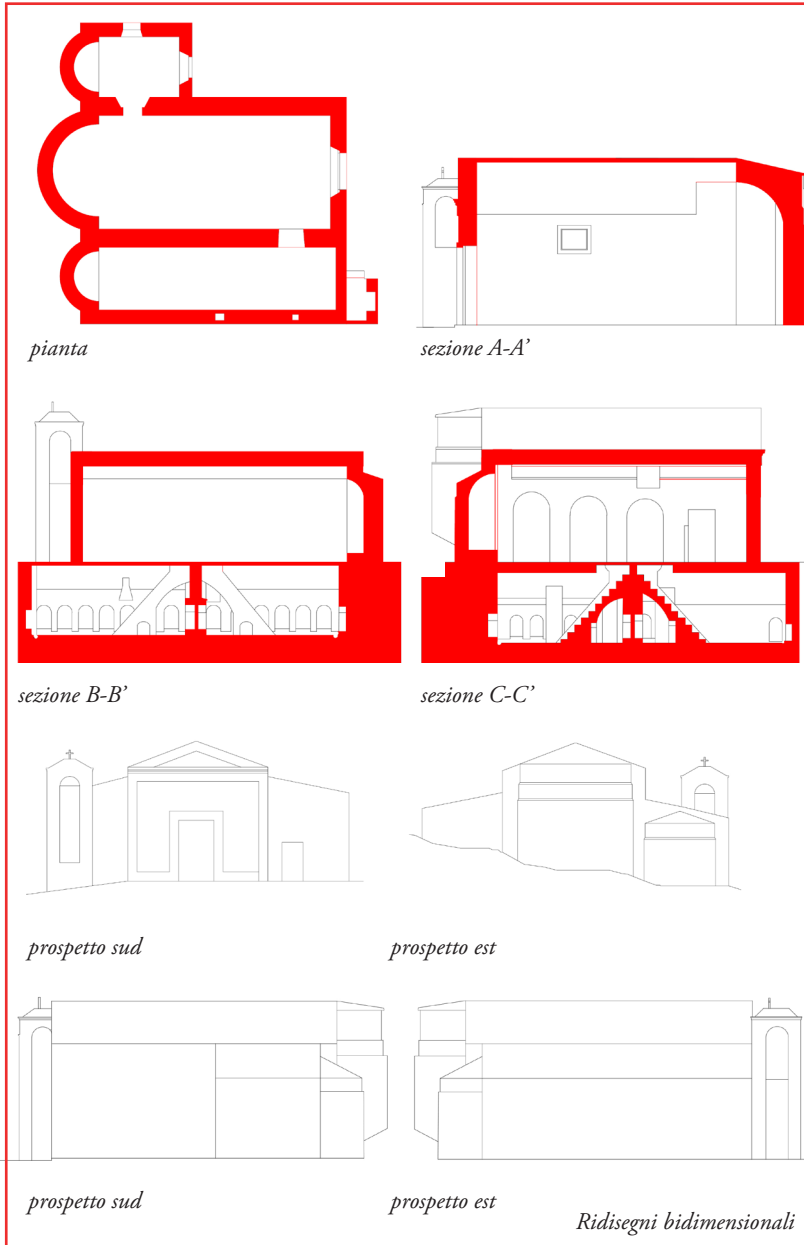 pianta
sezione A-A’
sezione B-B’
sezione C-C’
prospetto sud
prospetto est
prospetto sud
prospetto est
Ridisegni bidimensionali